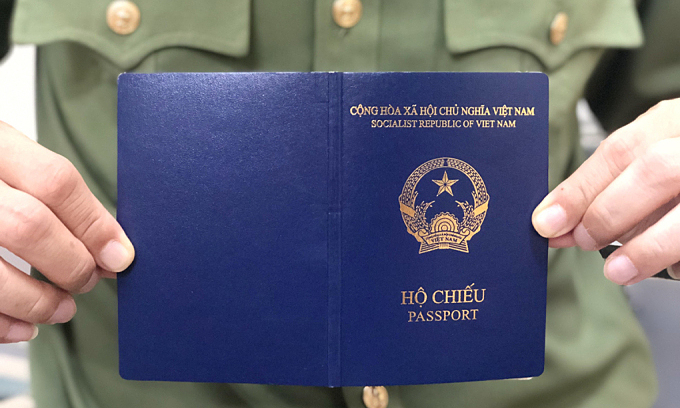 CỘNG HÒA XÃ HỘI CHỦ NGHĨA VIỆT NAM
SOCIALIST REPUBLIC OF VIET NAM
VIỆT NAM
HỘ CHIẾU
PASSPORT